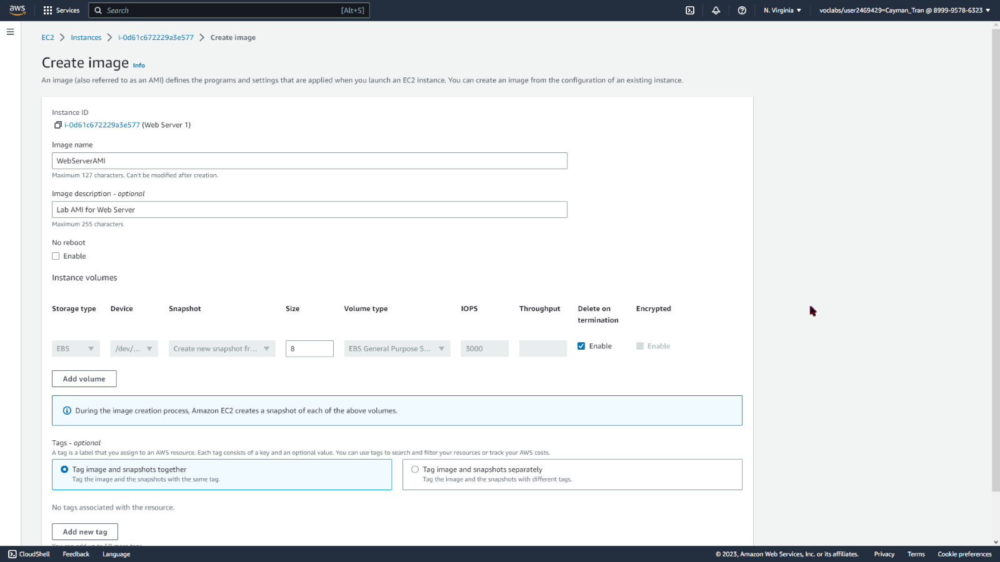 aws
Services
Search [Alt+S]
N. Virginia
voclabs/user2469429=Cayman_Tran @ 8999-9578-6323
EC2 Instances i-0d61c672229a3e577 Create image
Create image Info
An image (also referred to as an AMI) defines the programs and settings that are applied when you launch an EC2 instance. You can create an image from the configuration of an existing instance.
Instance ID
i-0d61c672229a3e577 (Web Server 1)
Image name
WebServerAMI
Maximum 127 characters. Can't be modified after creation.
Image description - optional
Lab AMI for Web Server
Maximum 255 characters
No reboot
Enable
Instance volumes
Storage type Device Snapshot Size Volume type IOPS Throughput Delete on termination Encrypted
EBS /dev/... Create new snapshot fr... 8 EBS General Purpose S... 3000 Enable Enable
Add volume
During the image creation process, Amazon EC2 creates a snapshot of each of the above volumes.
Tags - optional
A tag is a label that you assign to an AWS resource. Each tag consists of a key and an optional value. You can use tags to search and filter your resources or track your AWS costs.
Tag image and snapshots together
Tag the image and the snapshots with the same tag.
Tag image and snapshots separately
Tag the image and the snapshots with different tags.
No tags associated with the resource.
Add new tag
CloudShell Feedback Language
© 2023, Amazon Web Services, Inc. or its affiliates. Privacy Terms Cookie preferences